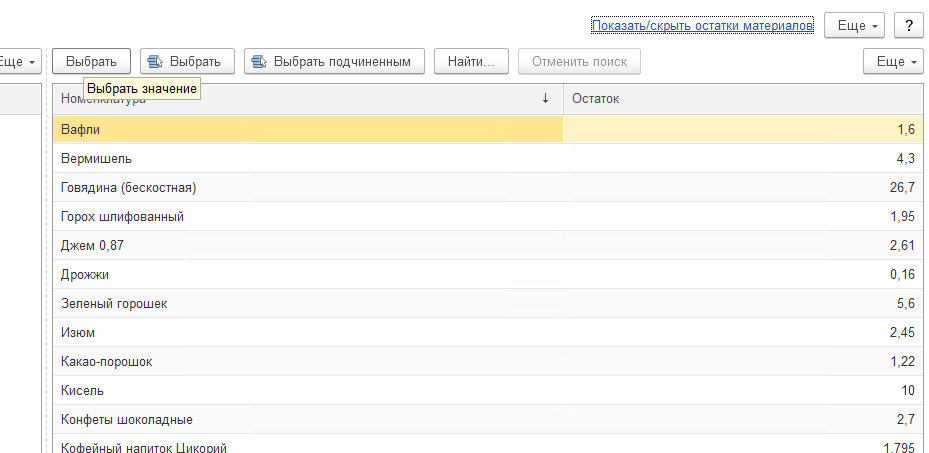 Показать/скрыть остатки материалов Еще ?
Еще Выбрать Выбрать Выбрать подчиненным Найти... Отменить поиск Еще
Выбрать значение
Номенклатура ↓ Остаток
Вафли 1,6
Вермишель 4,3
Говядина (бескостная) 26,7
Горох шлифованный 1,95
Джем 0,87 2,61
Дрожжи 0,16
Зеленый горошек 5,6
Изюм 2,45
Какао-порошок 1,22
Кисель 10
Конфеты шоколадные 2,7
Кофейный напиток Цикорий 1,795